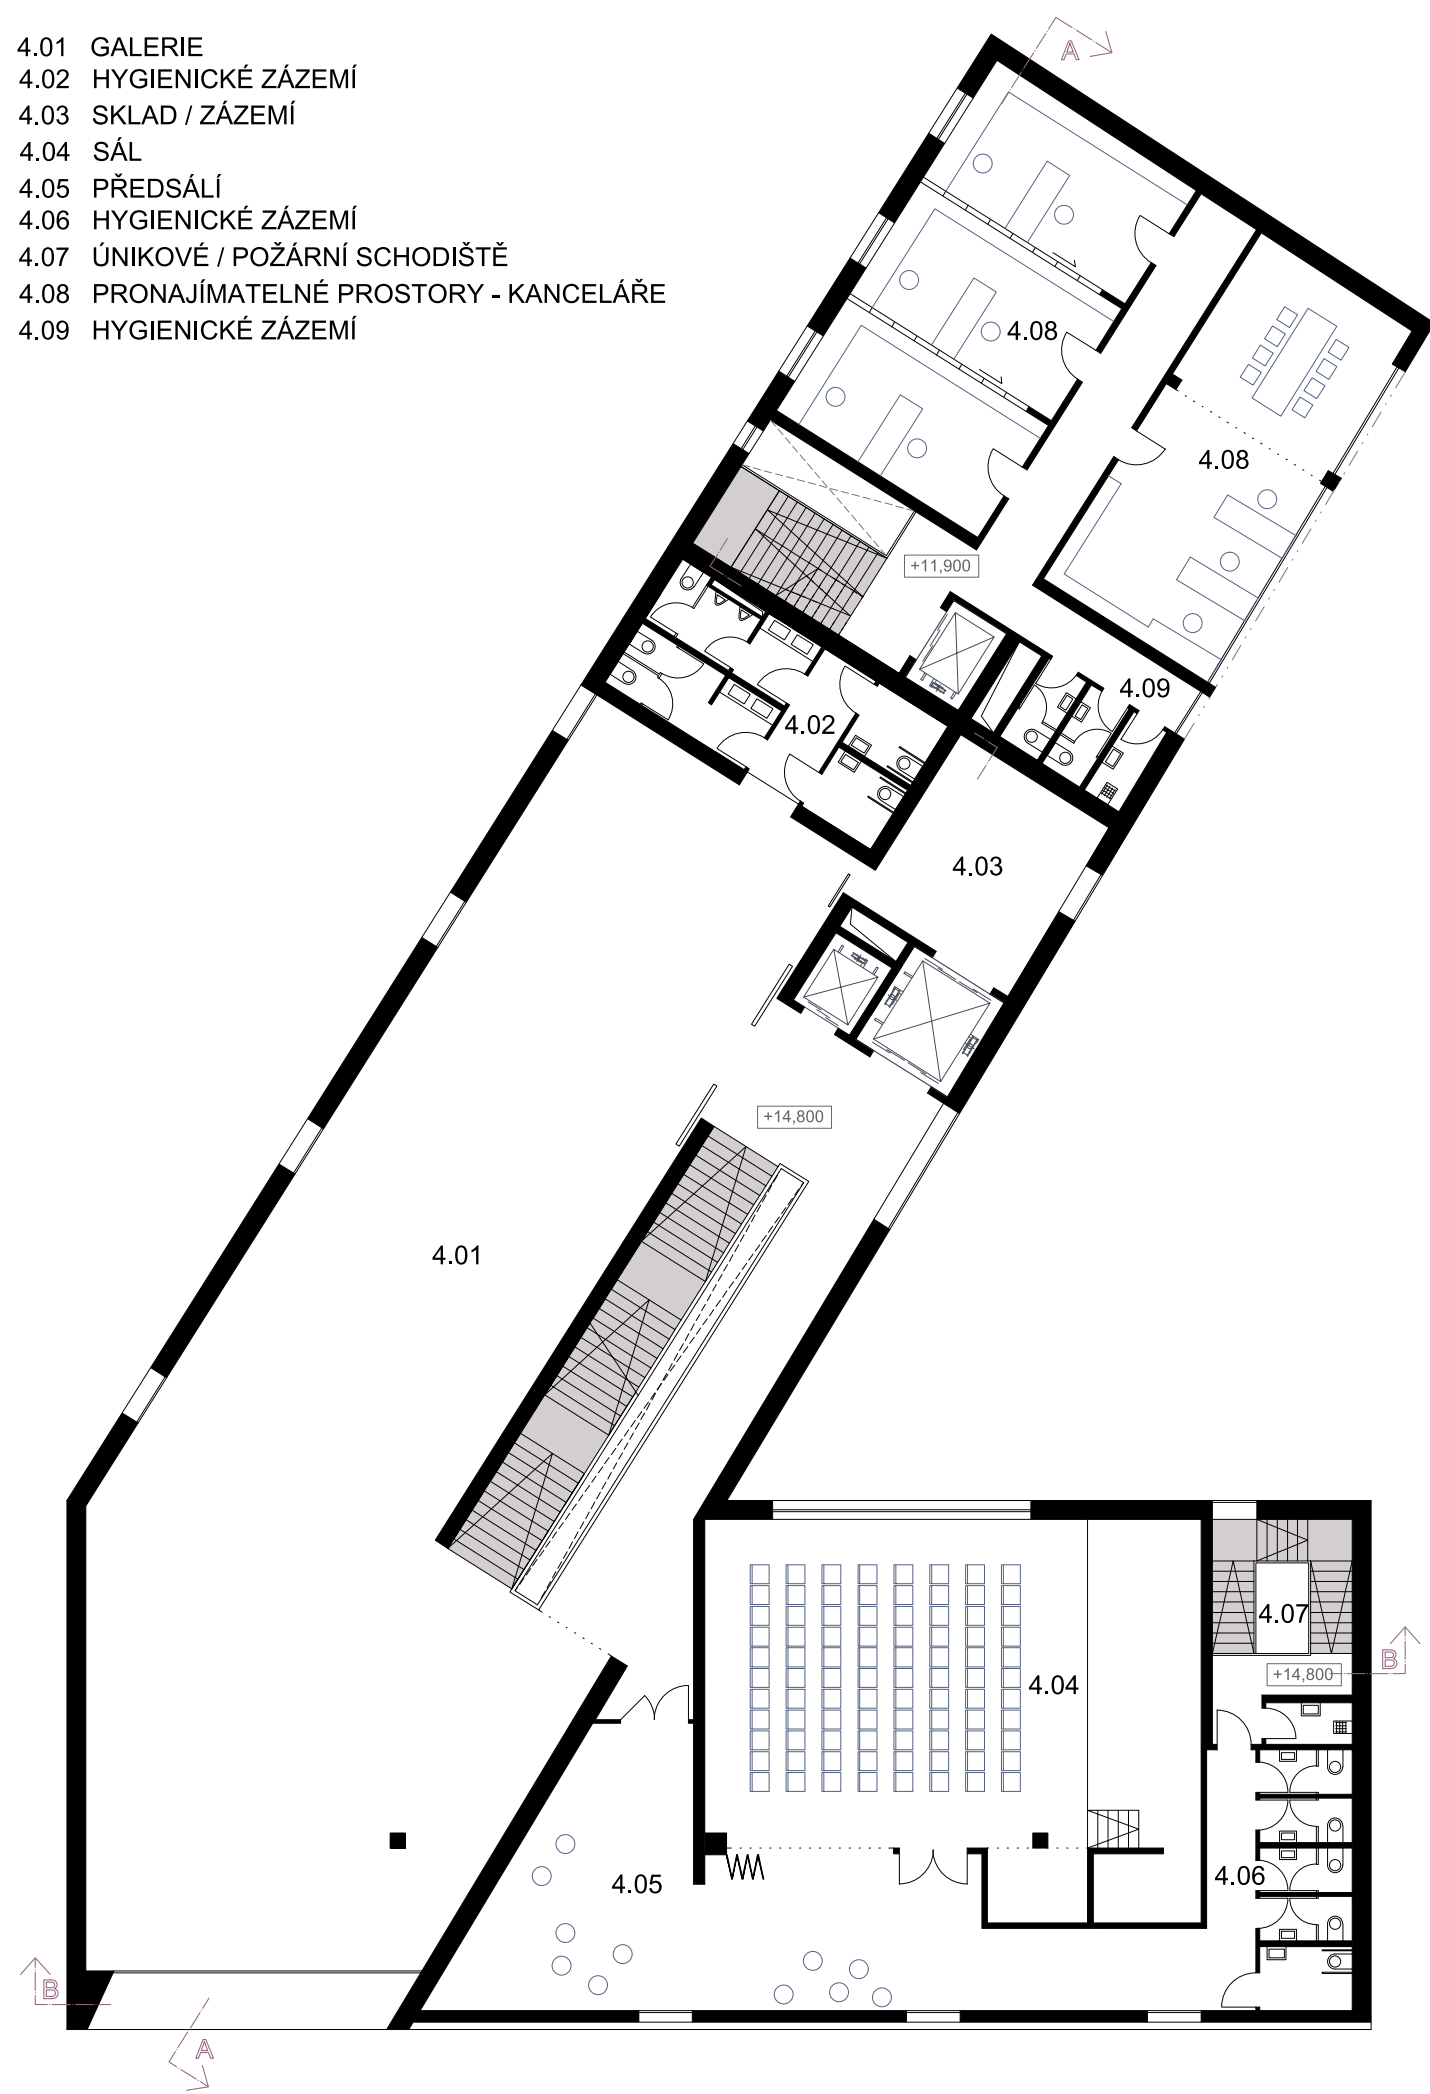 4.01 GALERIE
4.02 HYGIENICKÉ ZÁZEMÍ
4.03 SKLAD / ZÁZEMÍ
4.04 SÁL
4.05 PŘEDSÁLÍ
4.06 HYGIENICKÉ ZÁZEMÍ
4.07 ÚNIKOVÉ / POŽÁRNÍ SCHODIŠTĚ
4.08 PRONAJÍMATELNÉ PROSTORY - KANCELÁŘE
4.09 HYGIENICKÉ ZÁZEMÍ
A
4.08
4.08
+11,900
4.09
4.02
4.03
+14,800
4.01
4.07
B
+14,800
4.04
4.06
4.05
B
A